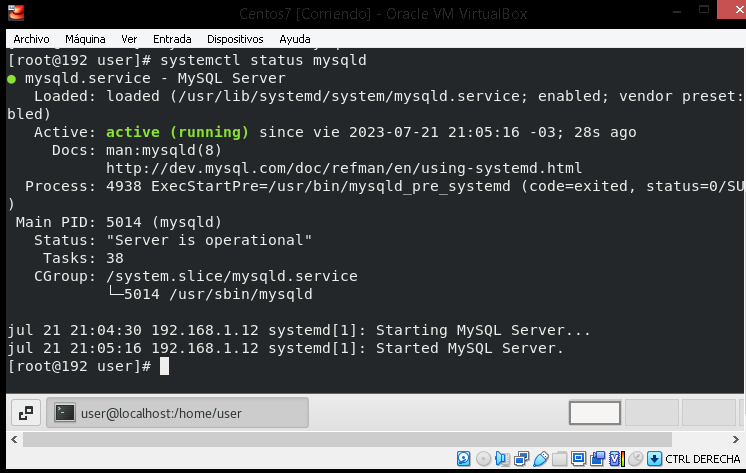 Centos7 [Corriendo] - Oracle VM VirtualBox
Archivo Máquina Ver Entrada Dispositivos Ayuda
[root@192 user]# systemctl status mysqld
● mysqld.service - MySQL Server
Loaded: loaded (/usr/lib/systemd/system/mysqld.service; enabled; vendor preset:
bled)
Active: active (running) since vie 2023-07-21 21:05:16 -03; 28s ago
Docs: man:mysqld(8)
http://dev.mysql.com/doc/refman/en/using-systemd.html
Process: 4938 ExecStartPre=/usr/bin/mysqld_pre_systemd (code=exited, status=0/SU
)
Main PID: 5014 (mysqld)
Status: "Server is operational"
Tasks: 38
CGroup: /system.slice/mysqld.service
└─5014 /usr/sbin/mysqld
jul 21 21:04:30 192.168.1.12 systemd[1]: Starting MySQL Server...
jul 21 21:05:16 192.168.1.12 systemd[1]: Started MySQL Server.
[root@192 user]#
user@localhost:/home/user
CTRL DERECHA